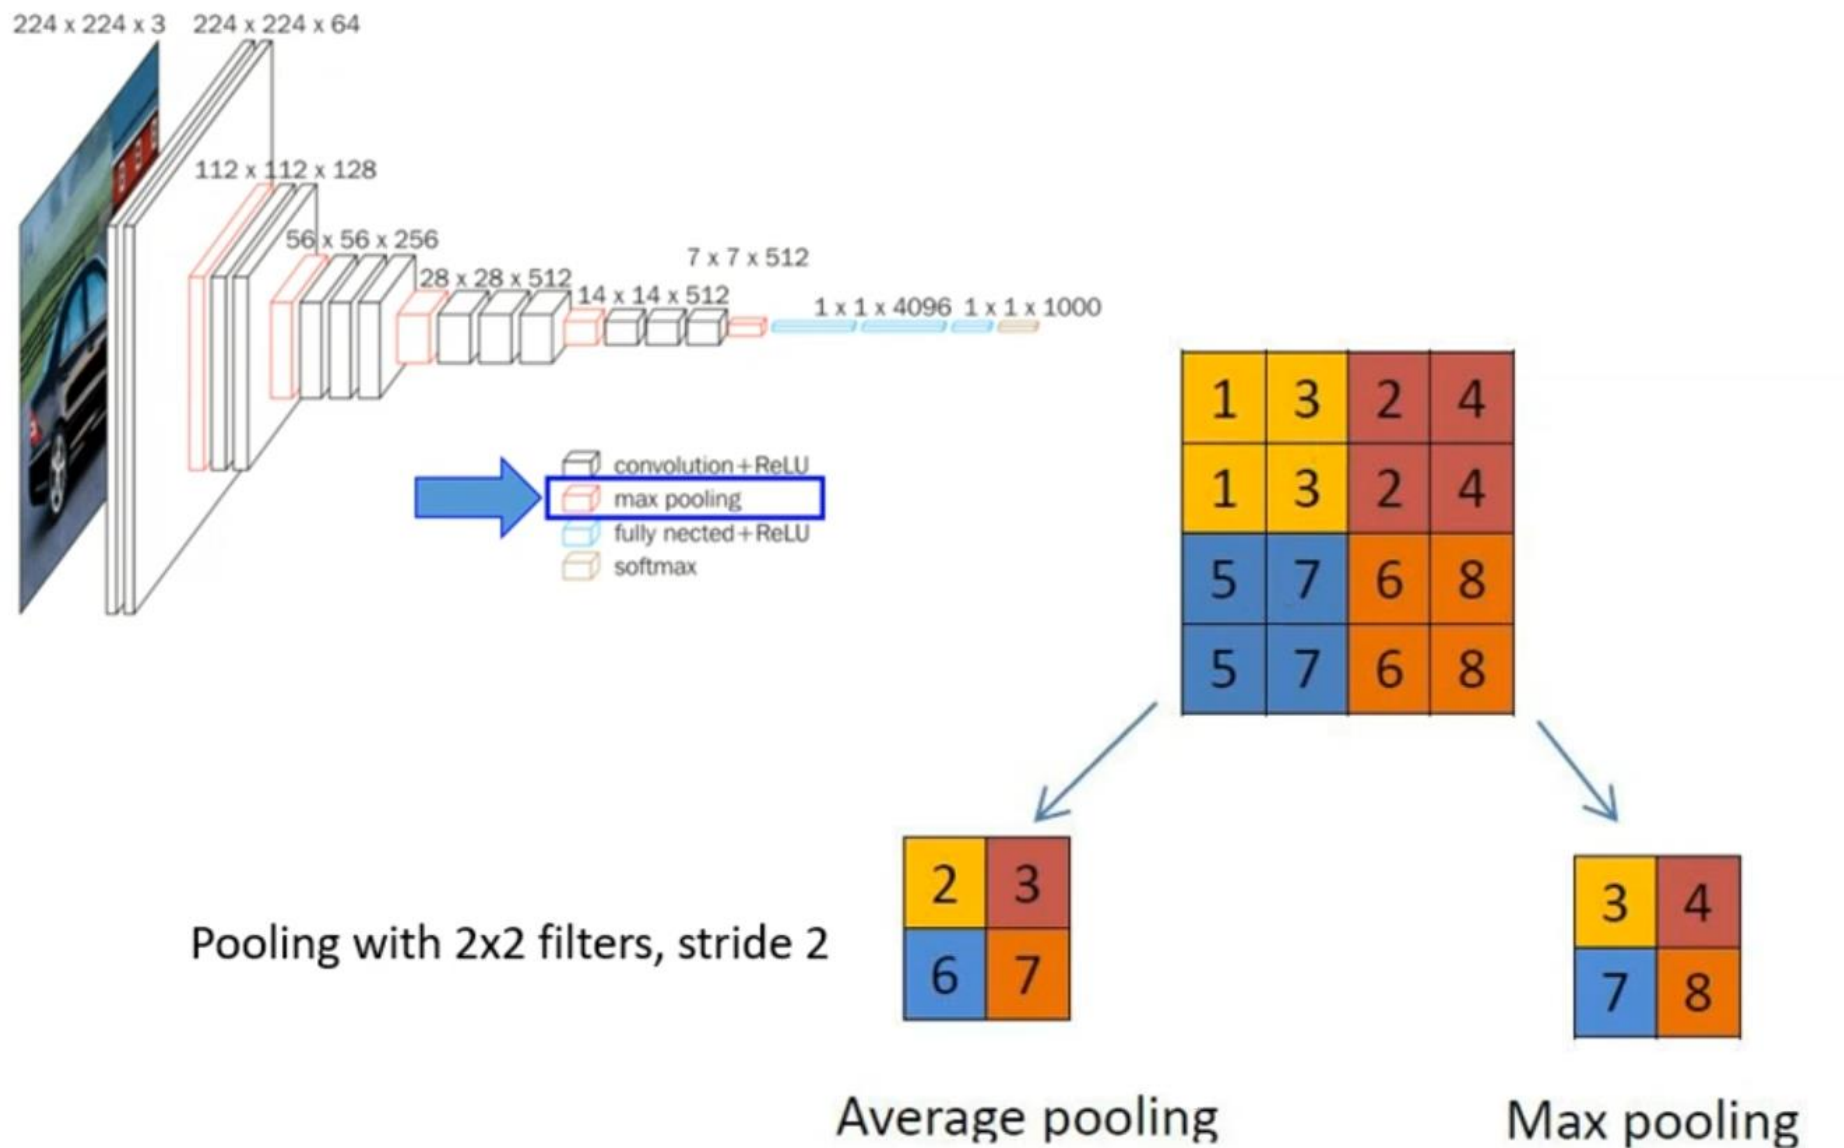 224 x 224 x 3 224 x 224 x 64
112 x 112 x 128
56 x 56 x 256
28 x 28 x 512
14 x 14 x 512
7 x 7 x 512
1 x 1 x 4096 1 x 1 x 1000
convolution+ReLU
max pooling
fully nected+ReLU
softmax
1 3 2 4
1 3 2 4
5 7 6 8
5 7 6 8
Pooling with 2x2 filters, stride 2
2 3
6 7
Average pooling
3 4
7 8
Max pooling